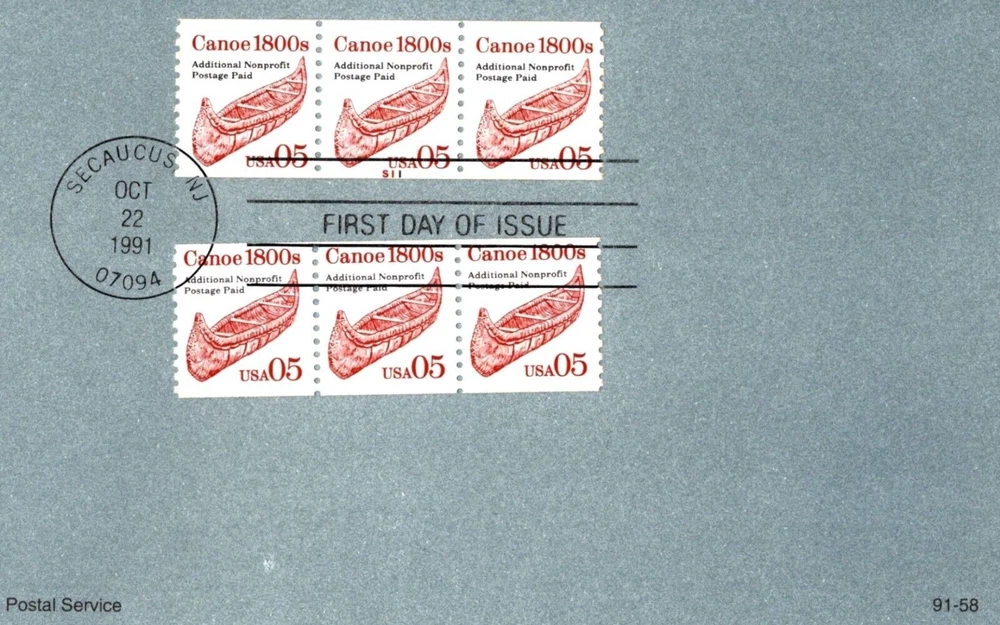 Canoe 1800s Canoe 1800s Canoe 1800s
Additional Nonprofit Additional Nonprofit Additional Nonprofit
Postage Paid Postage Paid Postage Paid
USA05 USA05 USA05
S11
SECAUCUS NJ
OCT
22
1991
07094
FIRST DAY OF ISSUE
Canoe 1800s Canoe 1800s Canoe 1800s
Additional Nonprofit Additional Nonprofit Additional Nonprofit
Postage Paid Postage Paid Postage Paid
USA05 USA05 USA05
Postal Service 91-58